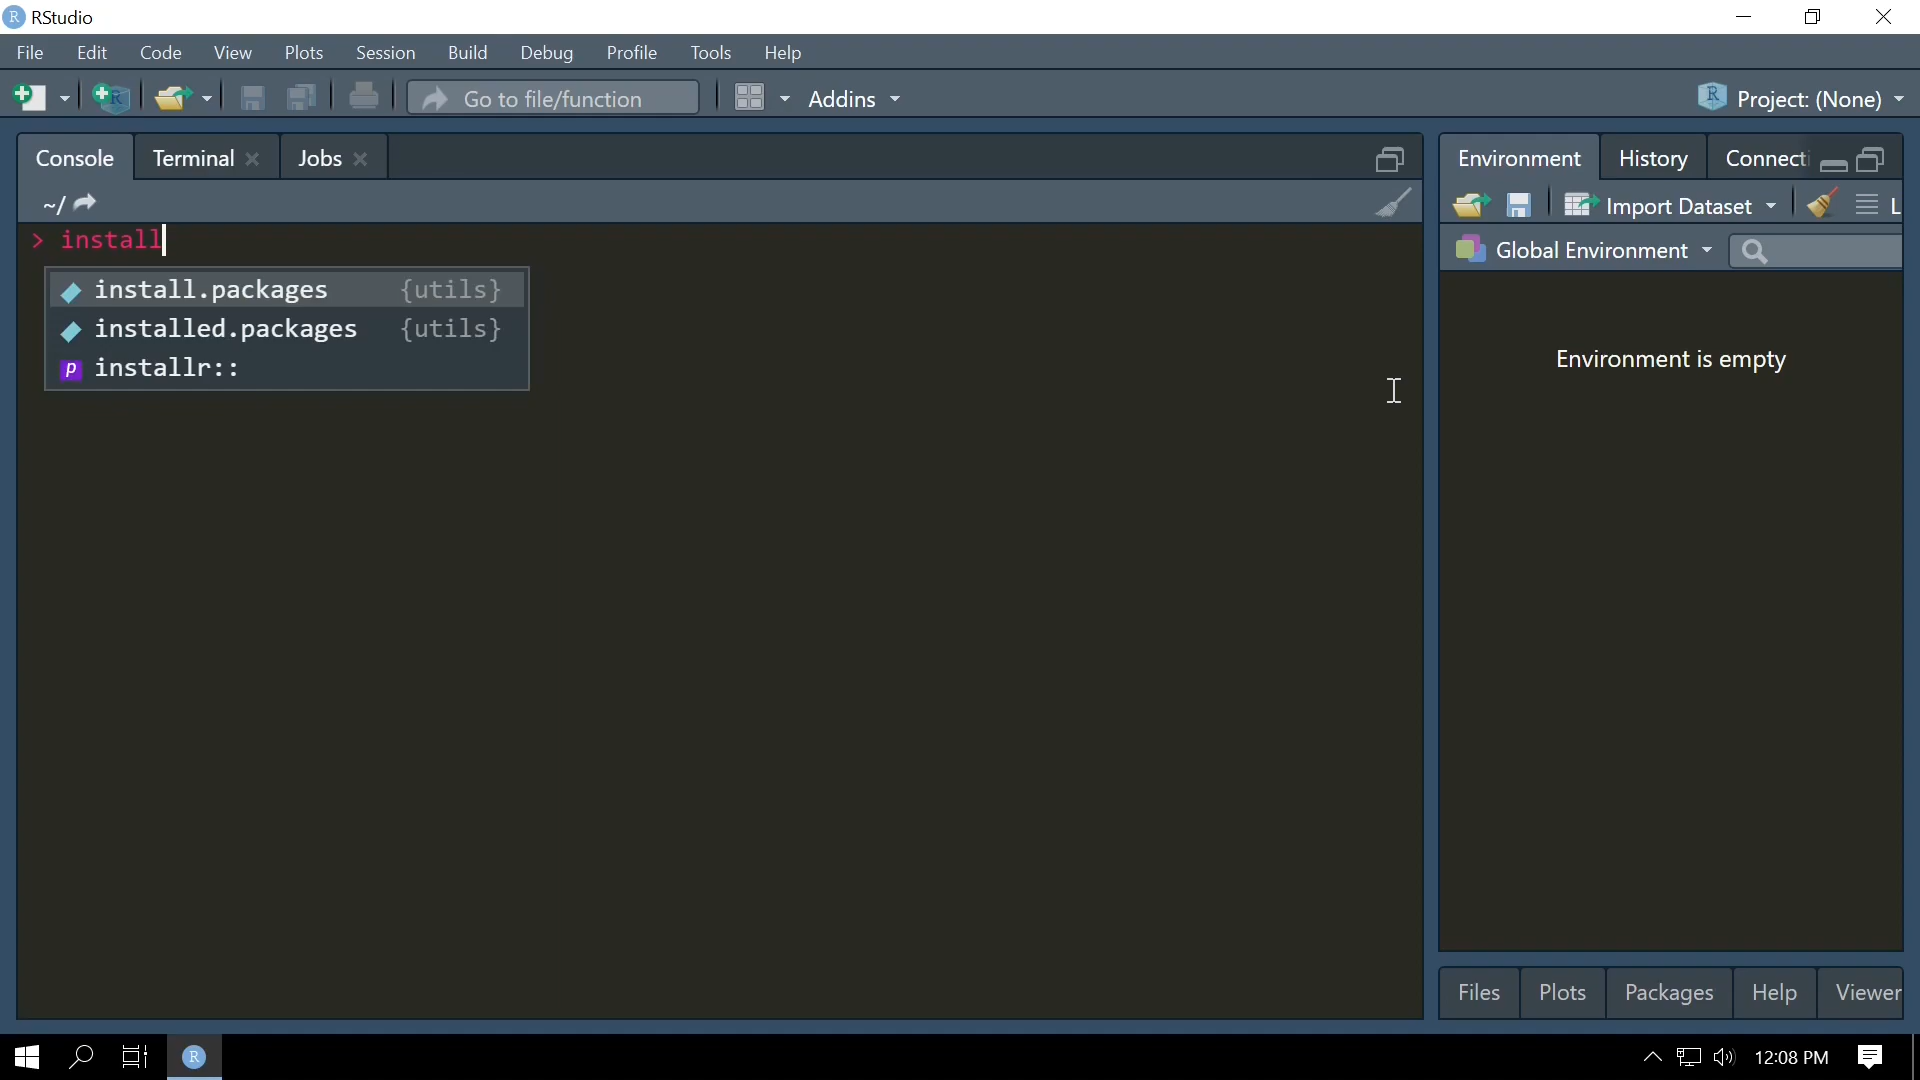 RStudio
File Edit Code View Plots Session Build Debug Profile Tools Help
R Go to file/function Addins R Project: (None)
Console Terminal Jobs
~/
> install
install.packages {utils}
installed.packages {utils}
p installr::
Environment History Connecti
Import Dataset L
Global Environment
Environment is empty
Files Plots Packages Help Viewer
R 12:08 PM